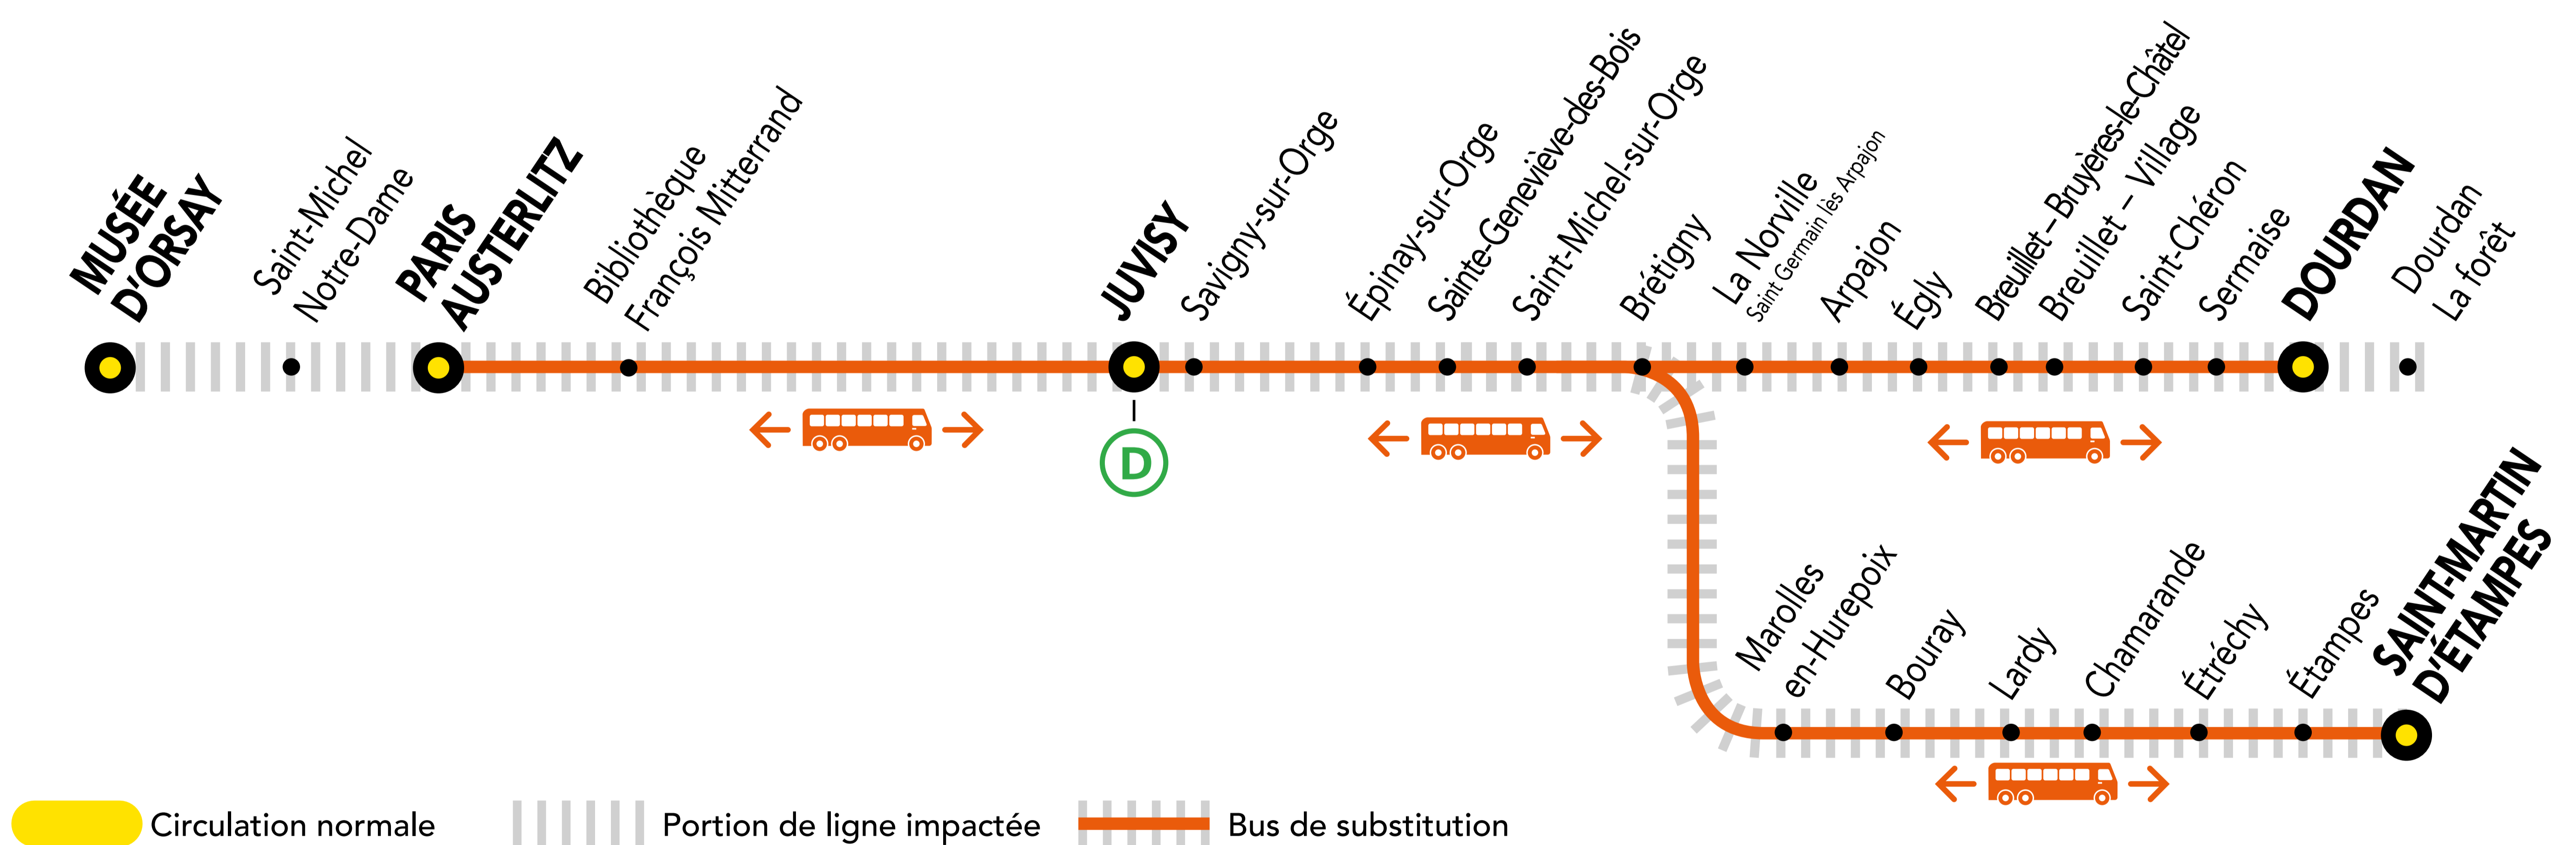 MUSÉE
D'ORSAY
Saint-Michel
Notre-Dame
PARIS
AUSTERLITZ
Bibliothèque
François Mitterrand
JUVISY
Savigny-sur-Orge
Épinay-sur-Orge
Sainte-Geneviève-des-Bois
Saint-Michel-sur-Orge
Brétigny
La Norville
Saint Germain lès Arpajon
Arpajon
Égly
Breuillet – Bruyères-le-Châtel
Breuillet – Village
Saint-Chéron
Sermaise
DOURDAN
Dourdan
La forêt
D
Marolles
en-Hurepoix
Bouray
Lardy
Chamarande
Étréchy
Étampes
SAINT-MARTIN
D'ÉTAMPES
Circulation normale
Portion de ligne impactée
Bus de substitution